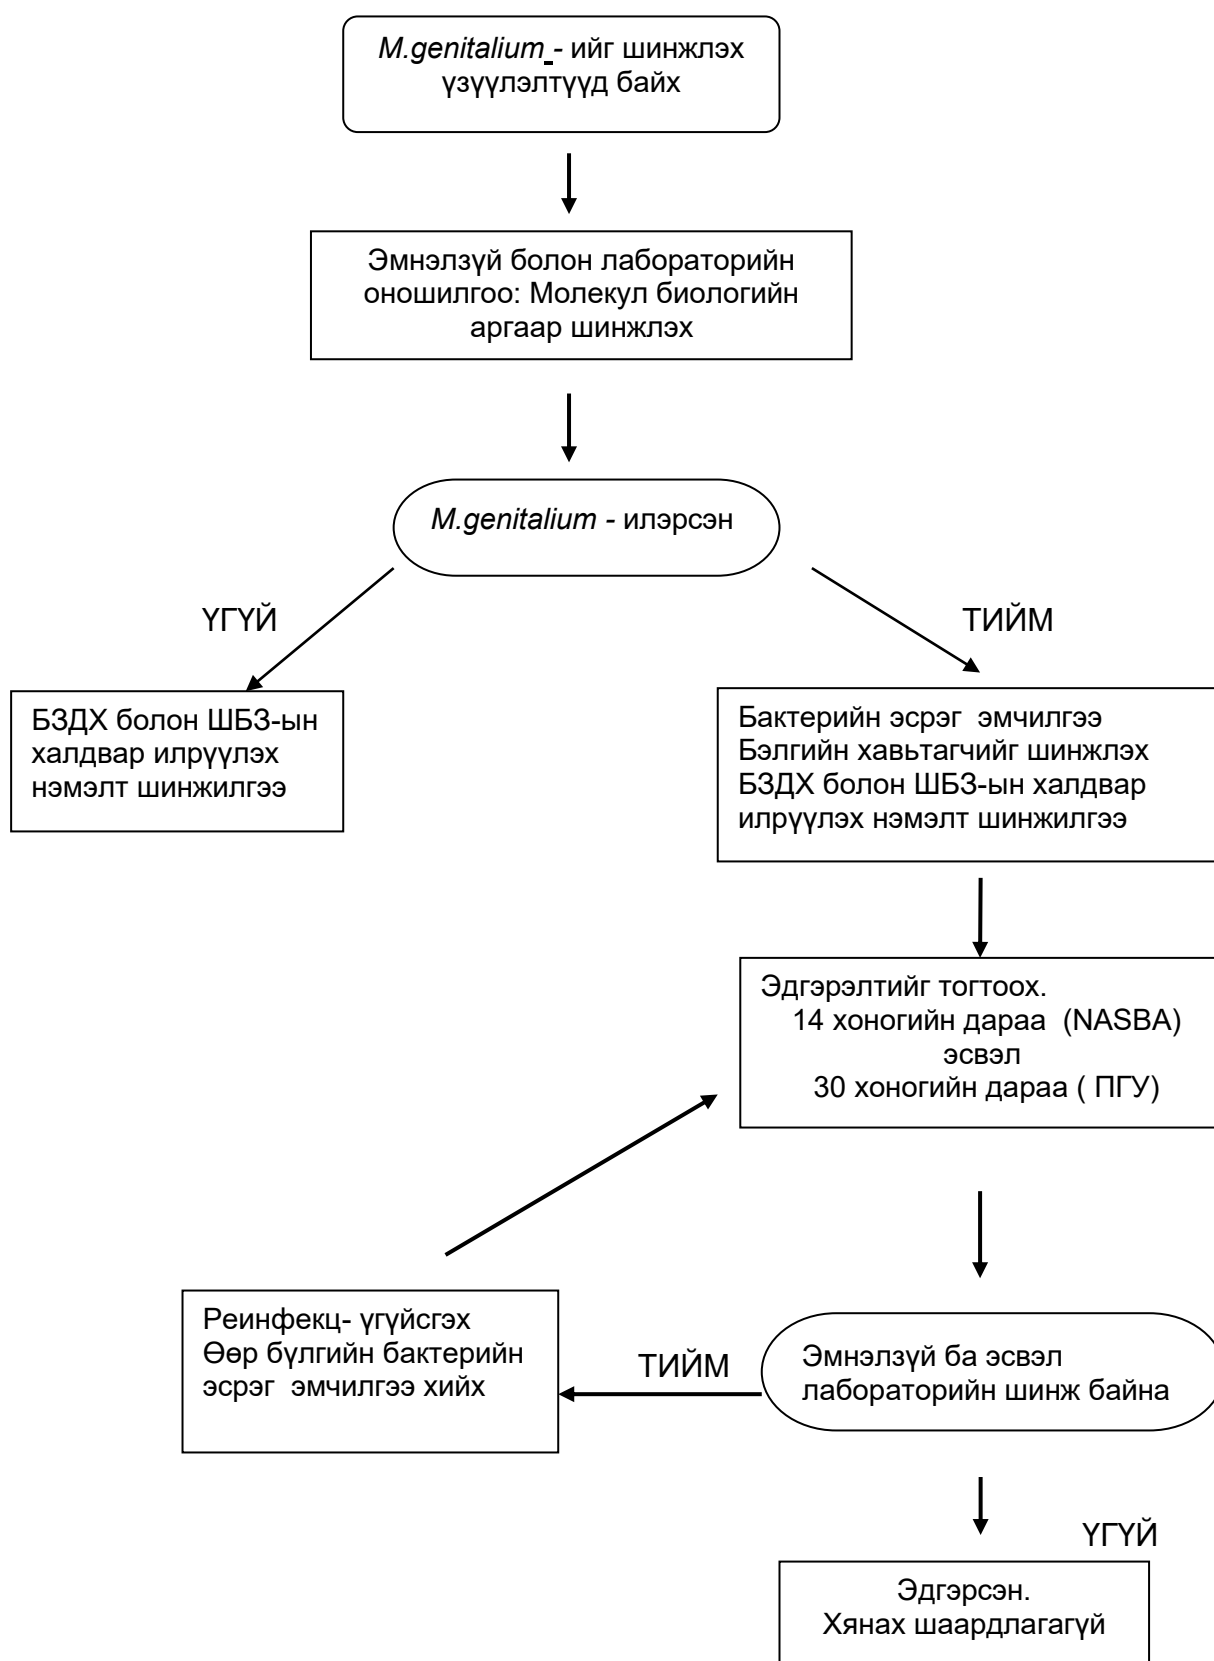 M.genitalium - ийг шинжлэх
үзүүлэлтүүд байх
Эмнэлзүй болон лабораторийн
оношилгоо: Молекул биологийн
аргаар шинжлэх
M.genitalium - илэрсэн
ҮГҮЙ
ТИЙМ
БЗДХ болон ШБЗ-ын
халдвар илрүүлэх
нэмэлт шинжилгээ
Бактерийн эсрэг эмчилгээ
Бэлгийн хавьтагчийг шинжлэх
БЗДХ болон ШБЗ-ын халдвар
илрүүлэх нэмэлт шинжилгээ
Эдгэрэлтийг тогтоох.
14 хоногийн дараа (NASBA)
эсвэл
30 хоногийн дараа ( ПГУ)
Реинфекц- үгүйсгэх
Өөр бүлгийн бактерийн
эсрэг эмчилгээ хийх
ТИЙМ
Эмнэлзүй ба эсвэл
лабораторийн шинж байна
ҮГҮЙ
Эдгэрсэн.
Хянах шаардлагагүй